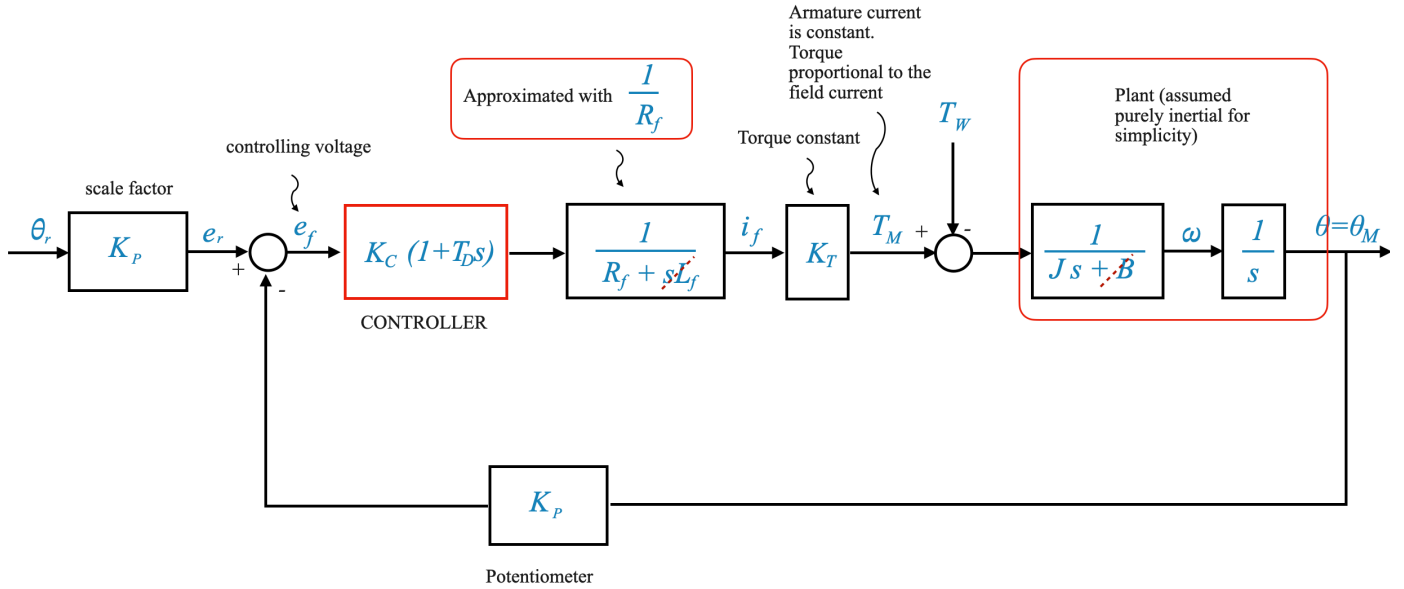 Armature current
is constant.
Torque
proportional to the
field current
Approximated with 1
R_f
Plant (assumed
purely inertial for
simplicity)
T_W
Torque constant
controlling voltage
scale factor
θ_r
K_P
e_r
+
-
e_f
K_C (1+T_D s)
1
R_f + sL_f
i_f
K_T
T_M
+
-
1
J s + B
ω
1
s
θ=θ_M
CONTROLLER
K_P
Potentiometer